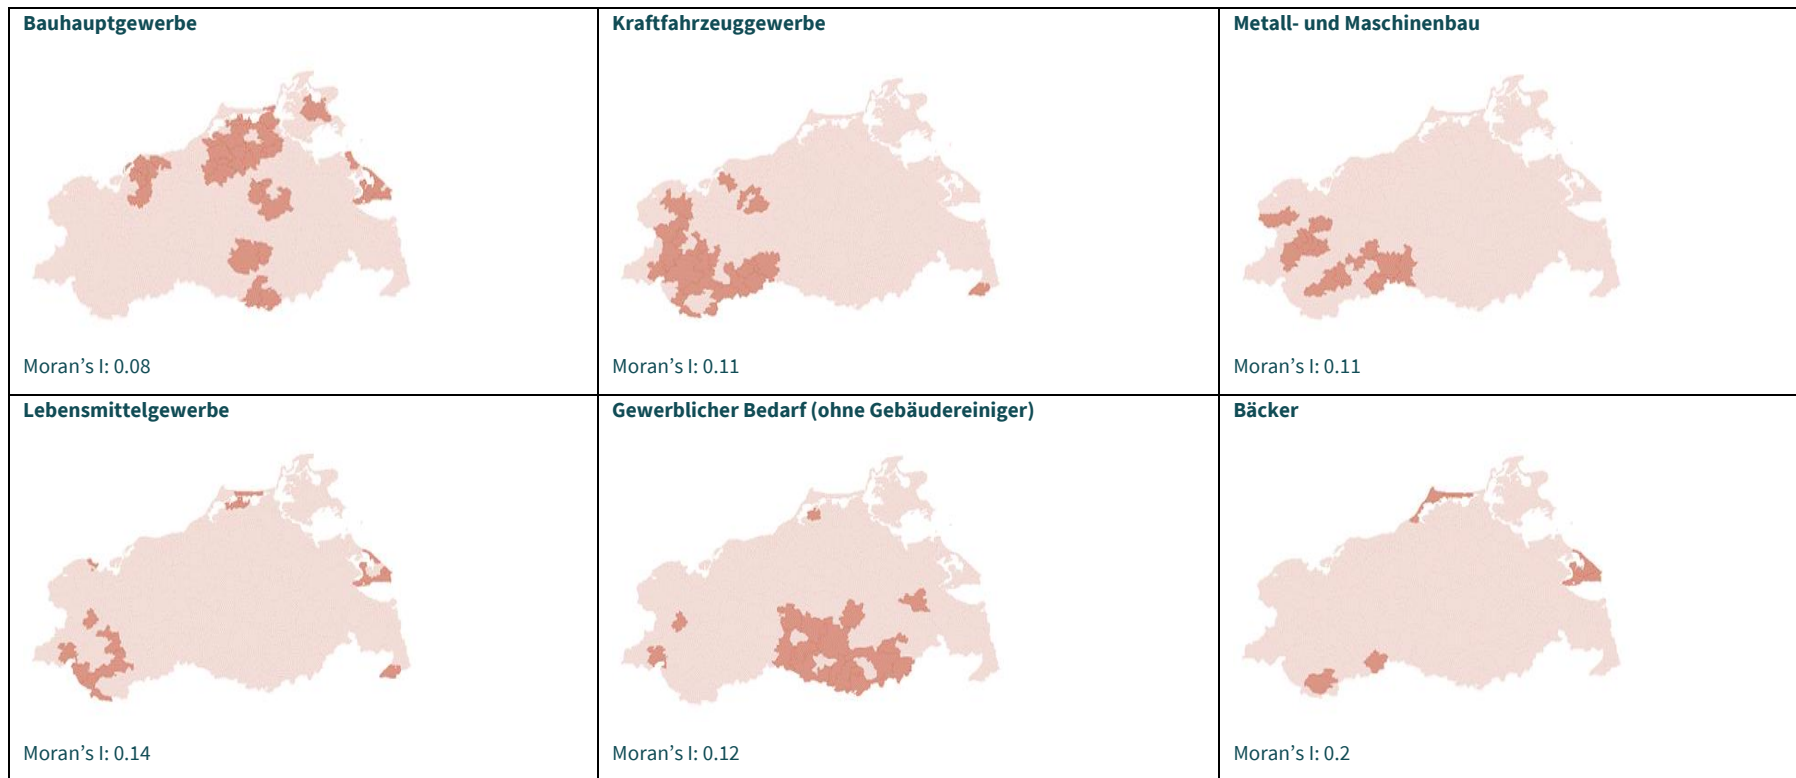 Bauhauptgewerbe
Kraftfahrzeuggewerbe
Metall- und Maschinenbau
Moran’s I: 0.08
Moran’s I: 0.11
Moran’s I: 0.11
Lebensmittelgewerbe
Gewerblicher Bedarf (ohne Gebäudereiniger)
Bäcker
Moran’s I: 0.14
Moran’s I: 0.12
Moran’s I: 0.2